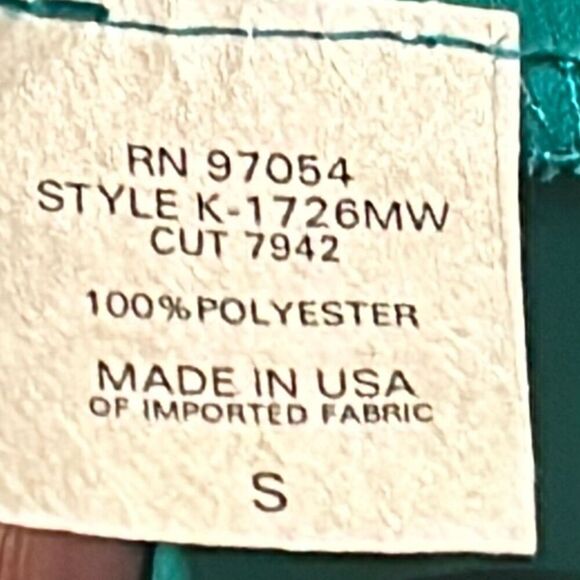 RN 97054
STYLE K-1726MW
CUT 7942
100%POLYESTER
MADE IN USA
OF IMPORTED FABRIC
S